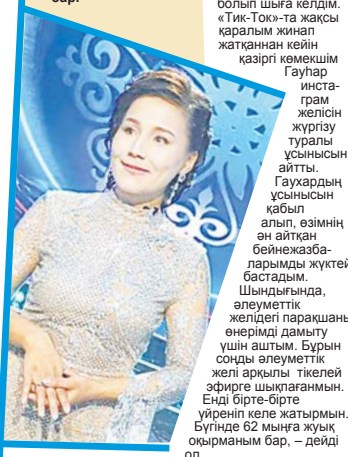 бар.
болып шыға келдім.
«Тик-Ток»-та жақсы
қаралым жинап
жатқаннан кейін
қазіргі көмекшім
Гауһар
инста-
грам
желісін
жүргізу
туралы
ұсынысын
айтты.
Гаухардың
ұсынысын
қабыл
алып, өзімнің
ән айтқан
бейнежазба-
ларымды жүктей
бастадым.
Шындығында,
әлеуметтік
желідегі парақшаны
өнерімді дамыту
үшін аштым. Бұрын
соңды әлеуметтік
желі арқылы тікелей
эфирге шықпағанмын.
Енді бірте-бірте
үйреніп келе жатырмын.
Бүгінде 62 мыңға жуық
оқырманым бар, – дейді
ол.